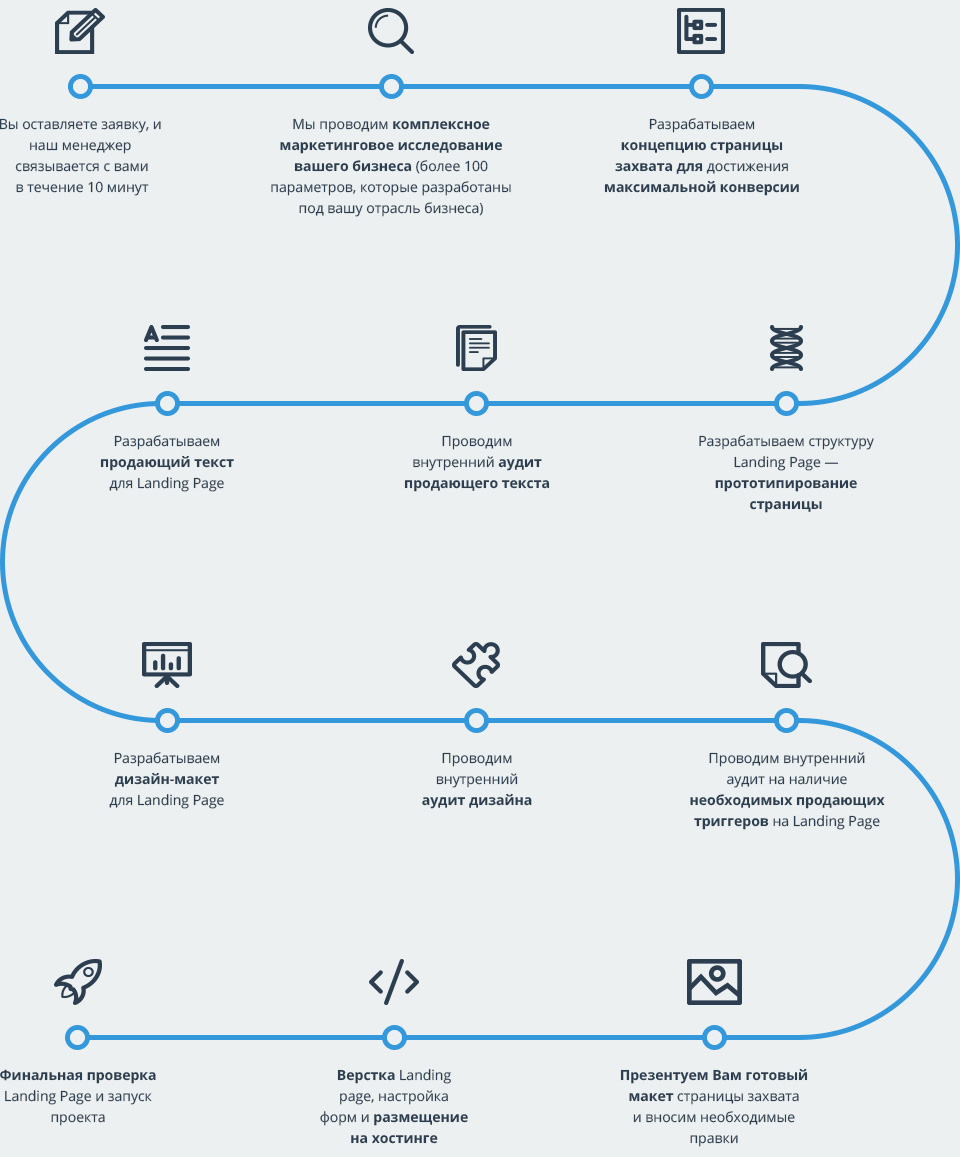 Вы оставляете заявку, и
наш менеджер
связывается с вами
в течение 10 минут
Мы проводим комплексное
маркетинговое исследование
вашего бизнеса (более 100
параметров, которые разработаны
под вашу отрасль бизнеса)
Разрабатываем
концепцию страницы
захвата для достижения
максимальной конверсии
Разрабатываем
продающий текст
для Landing Page
Проводим
внутренний аудит
продающего текста
Разрабатываем структуру
Landing Page —
прототипирование
страницы
Разрабатываем
дизайн-макет
для Landing Page
Проводим
внутренний
аудит дизайна
Проводим внутренний
аудит на наличие
необходимых продающих
триггеров на Landing Page
Финальная проверка
Landing Page и запуск
проекта
Верстка Landing
page, настройка
форм и размещение
на хостинге
Презентуем Вам готовый
макет страницы захвата
и вносим необходимые
правки